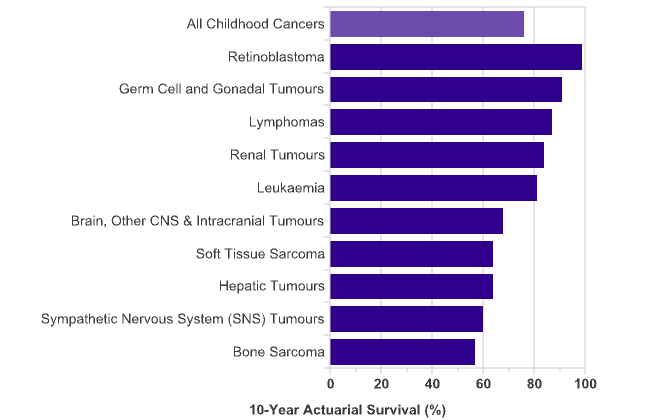 All Childhood Cancers
Retinoblastoma
Germ Cell and Gonadal Tumours
Lymphomas
Renal Tumours
Leukaemia
Brain, Other CNS & Intracranial Tumours
Soft Tissue Sarcoma
Hepatic Tumours
Sympathetic Nervous System (SNS) Tumours
Bone Sarcoma
0 20 40 60 80 100
10-Year Actuarial Survival (%)